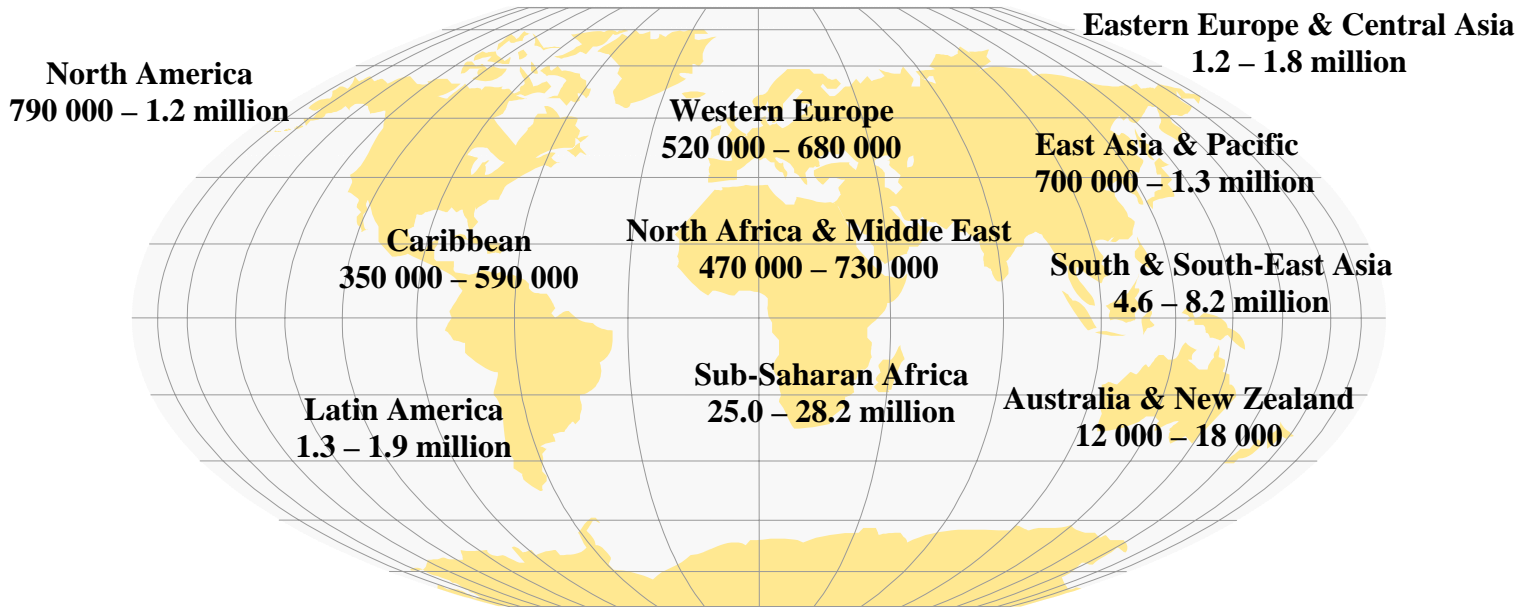 Eastern Europe & Central Asia
1.2 – 1.8 million
North America
790 000 – 1.2 million
Western Europe
520 000 – 680 000
East Asia & Pacific
700 000 – 1.3 million
Caribbean
350 000 – 590 000
North Africa & Middle East
470 000 – 730 000
South & South-East Asia
4.6 – 8.2 million
Sub-Saharan Africa
25.0 – 28.2 million
Latin America
1.3 – 1.9 million
Australia & New Zealand
12 000 – 18 000